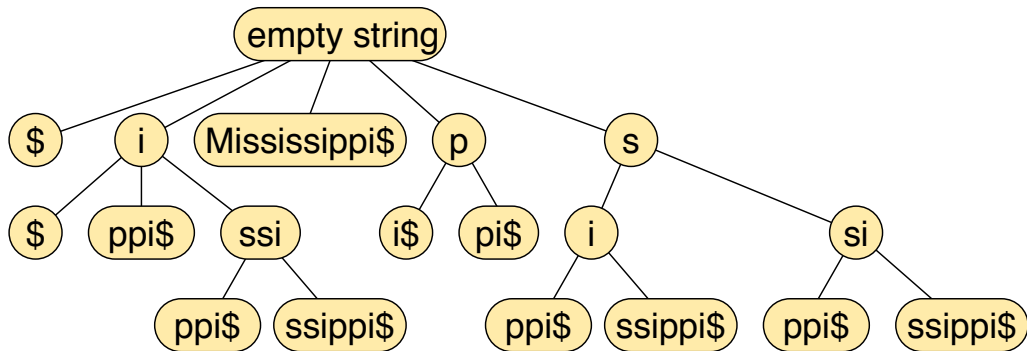 empty string
$ i Mississippi$ p s
$ ppi$ ssi i$ pi$ i si
ppi$ ssippi$ ppi$ ssippi$ ppi$ ssippi$